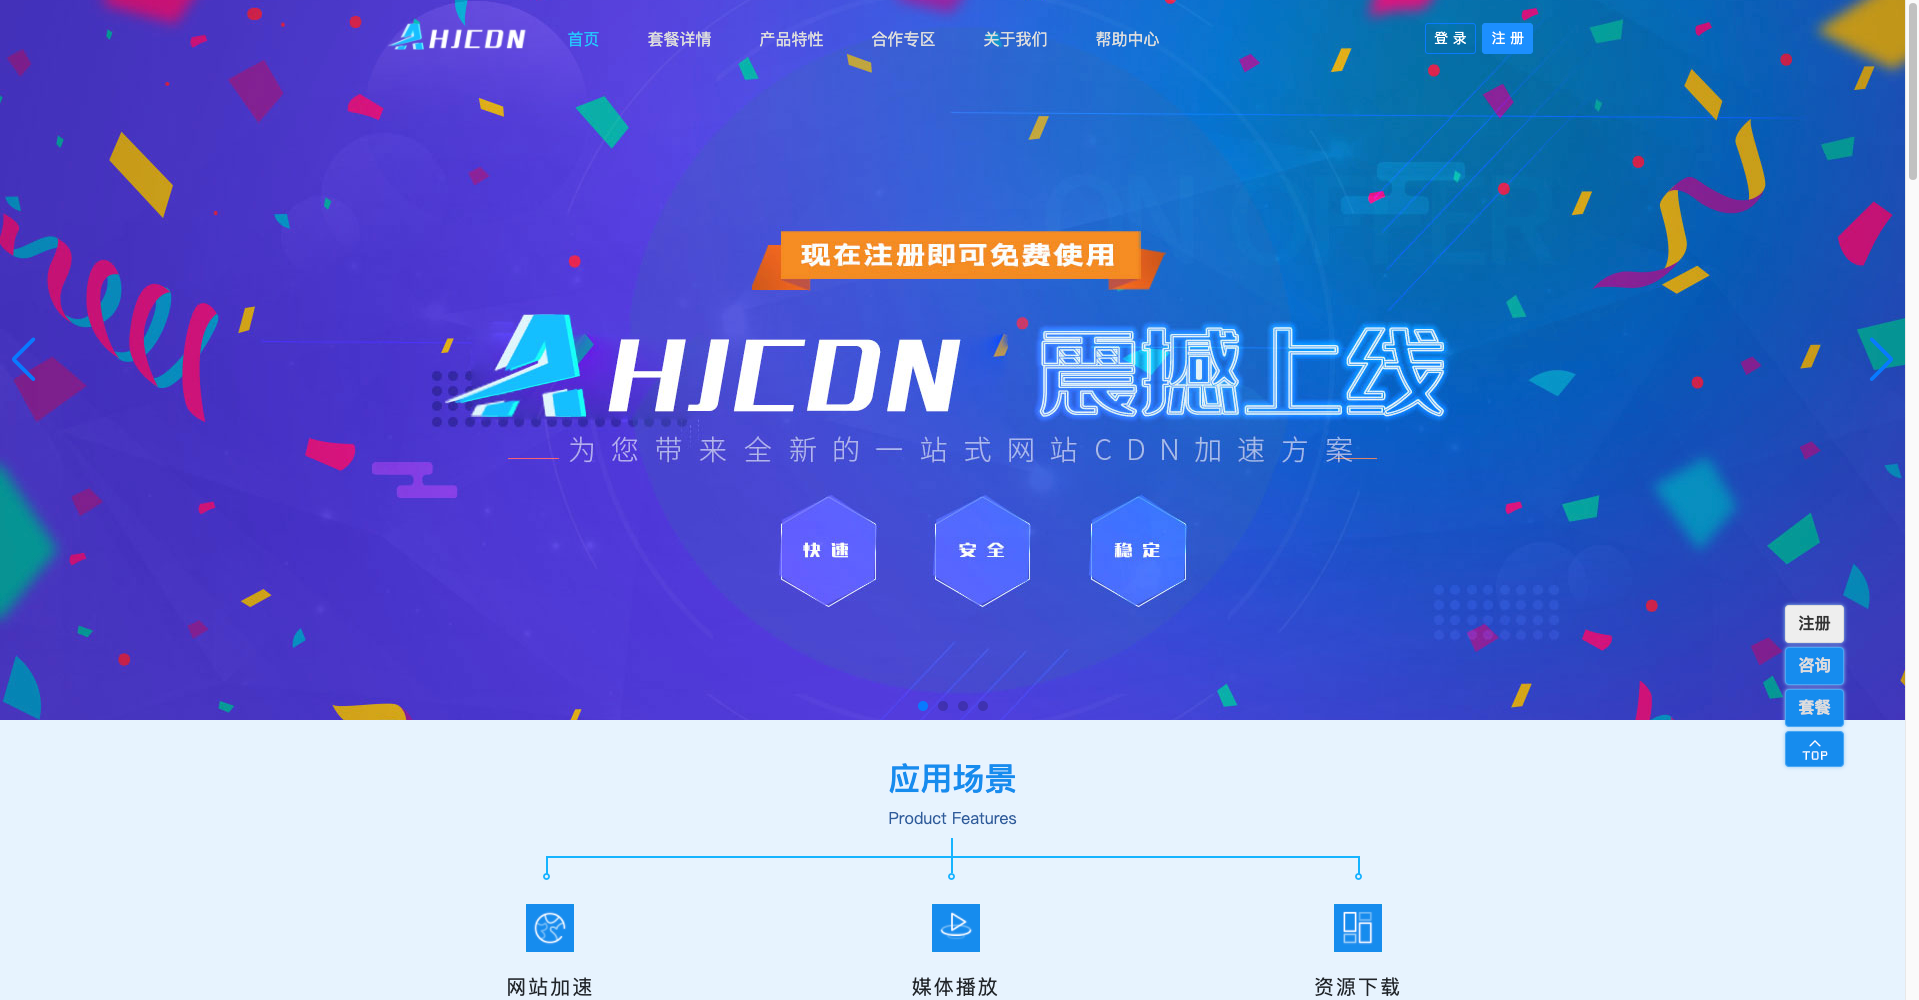 AHJCDN
首页 套餐详情 产品特性 合作专区 关于我们 帮助中心
登 录 注 册
现在注册即可免费使用
AHJCDN 震撼上线
为您带来全新的一站式网站CDN加速方案
快 速 安 全 稳 定
注册
咨询
套餐
TOP
应用场景
Product Features
网站加速 媒体播放 资源下载